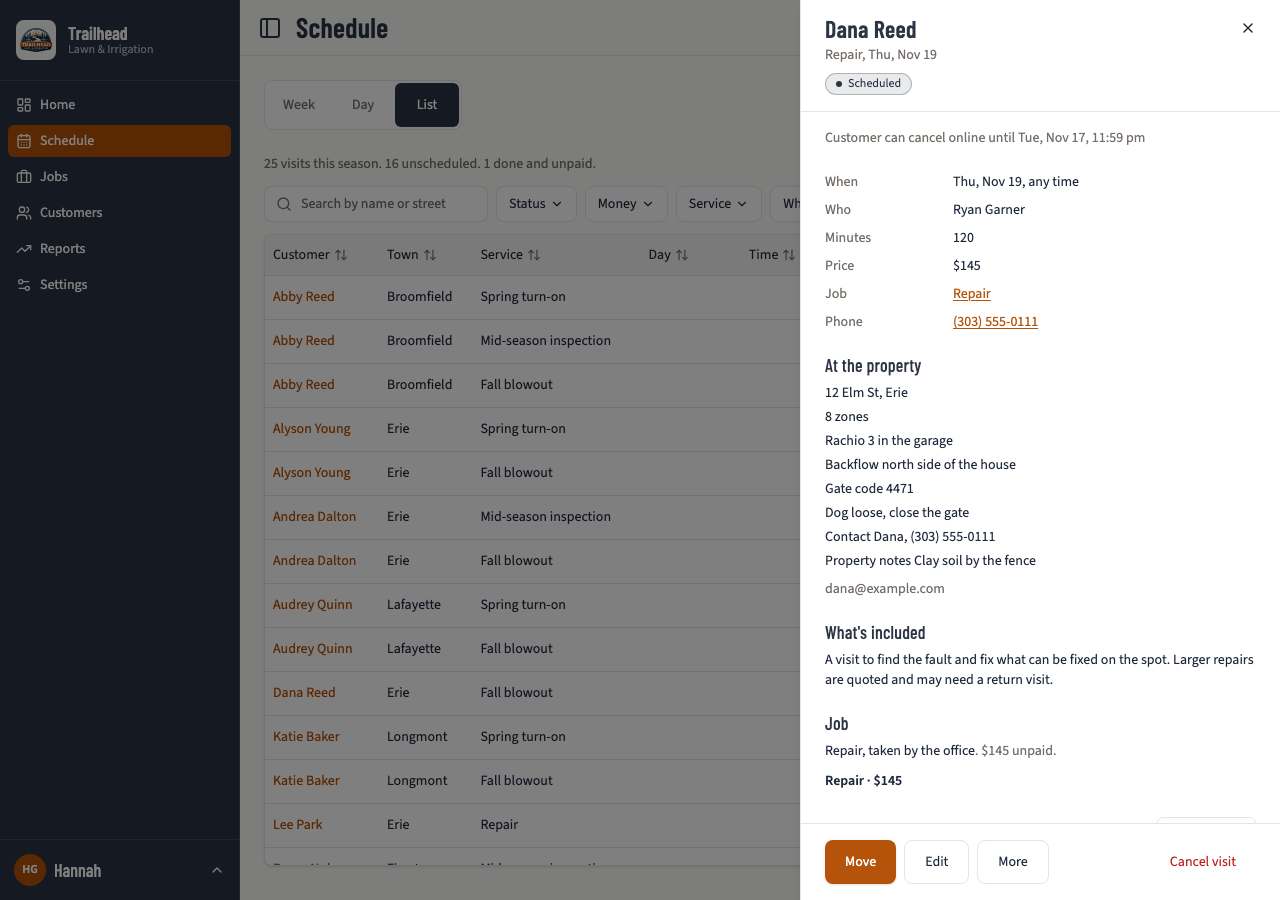 Trailhead
Lawn & Irrigation
Home
Schedule
Jobs
Customers
Reports
Settings
HG
Hannah
Schedule
Week Day List
25 visits this season. 16 unscheduled. 1 done and unpaid.
Search by name or street Status Money Service Wh
Customer Town Service Day Time
Abby Reed Broomfield Spring turn-on
Abby Reed Broomfield Mid-season inspection
Abby Reed Broomfield Fall blowout
Alyson Young Erie Spring turn-on
Alyson Young Erie Fall blowout
Andrea Dalton Erie Mid-season inspection
Andrea Dalton Erie Fall blowout
Audrey Quinn Lafayette Spring turn-on
Audrey Quinn Lafayette Fall blowout
Dana Reed Erie Fall blowout
Katie Baker Longmont Spring turn-on
Katie Baker Longmont Fall blowout
Lee Park Erie Repair
Dana Reed
Repair, Thu, Nov 19
Scheduled
Customer can cancel online until Tue, Nov 17, 11:59 pm
When Thu, Nov 19, any time
Who Ryan Garner
Minutes 120
Price $145
Job Repair
Phone (303) 555-0111
At the property
12 Elm St, Erie
8 zones
Rachio 3 in the garage
Backflow north side of the house
Gate code 4471
Dog loose, close the gate
Contact Dana, (303) 555-0111
Property notes Clay soil by the fence
dana@example.com
What's included
A visit to find the fault and fix what can be fixed on the spot. Larger repairs
are quoted and may need a return visit.
Job
Repair, taken by the office. $145 unpaid.
Repair · $145
Move Edit More Cancel visit